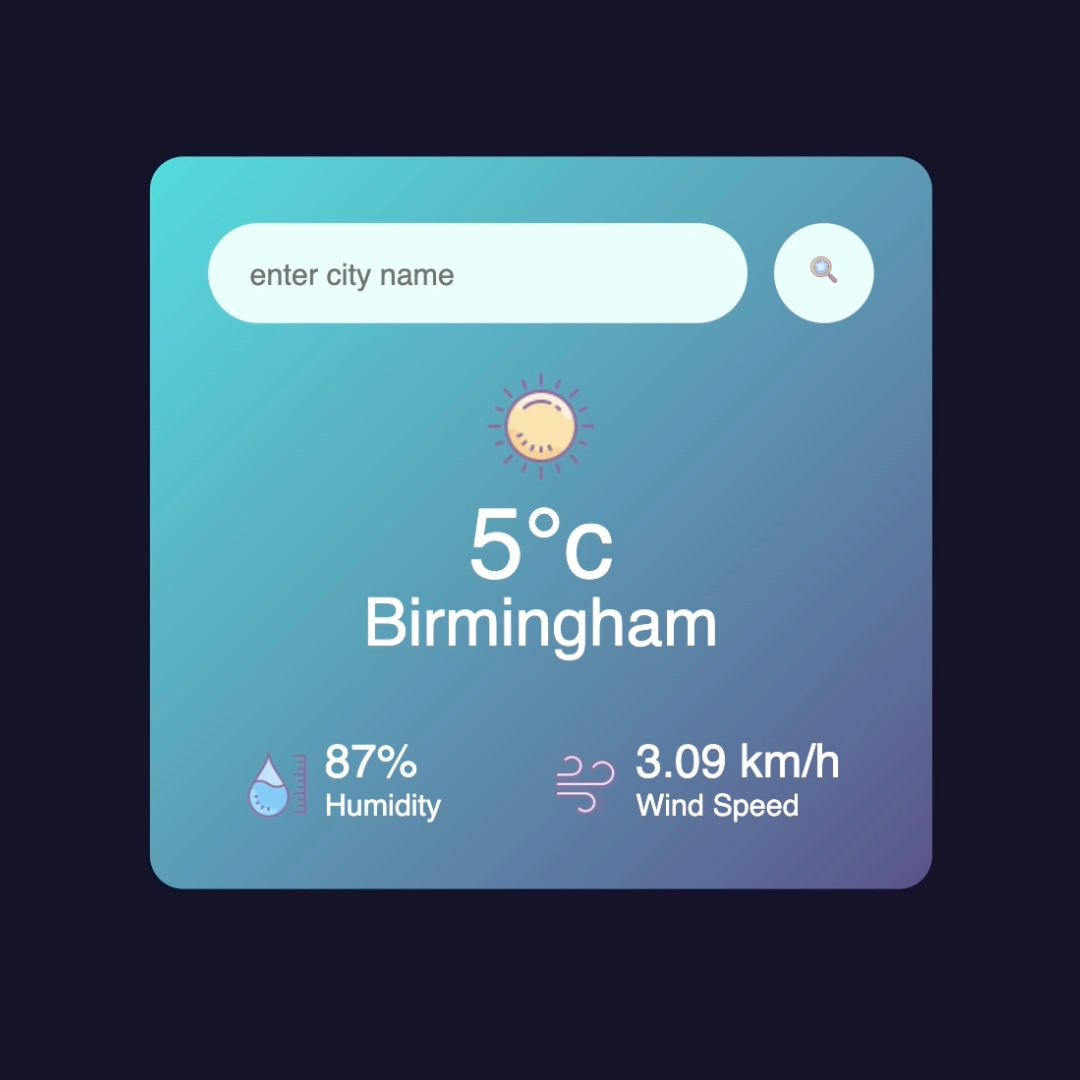 enter city name
5°c
Birmingham
87%
Humidity
3.09 km/h
Wind Speed